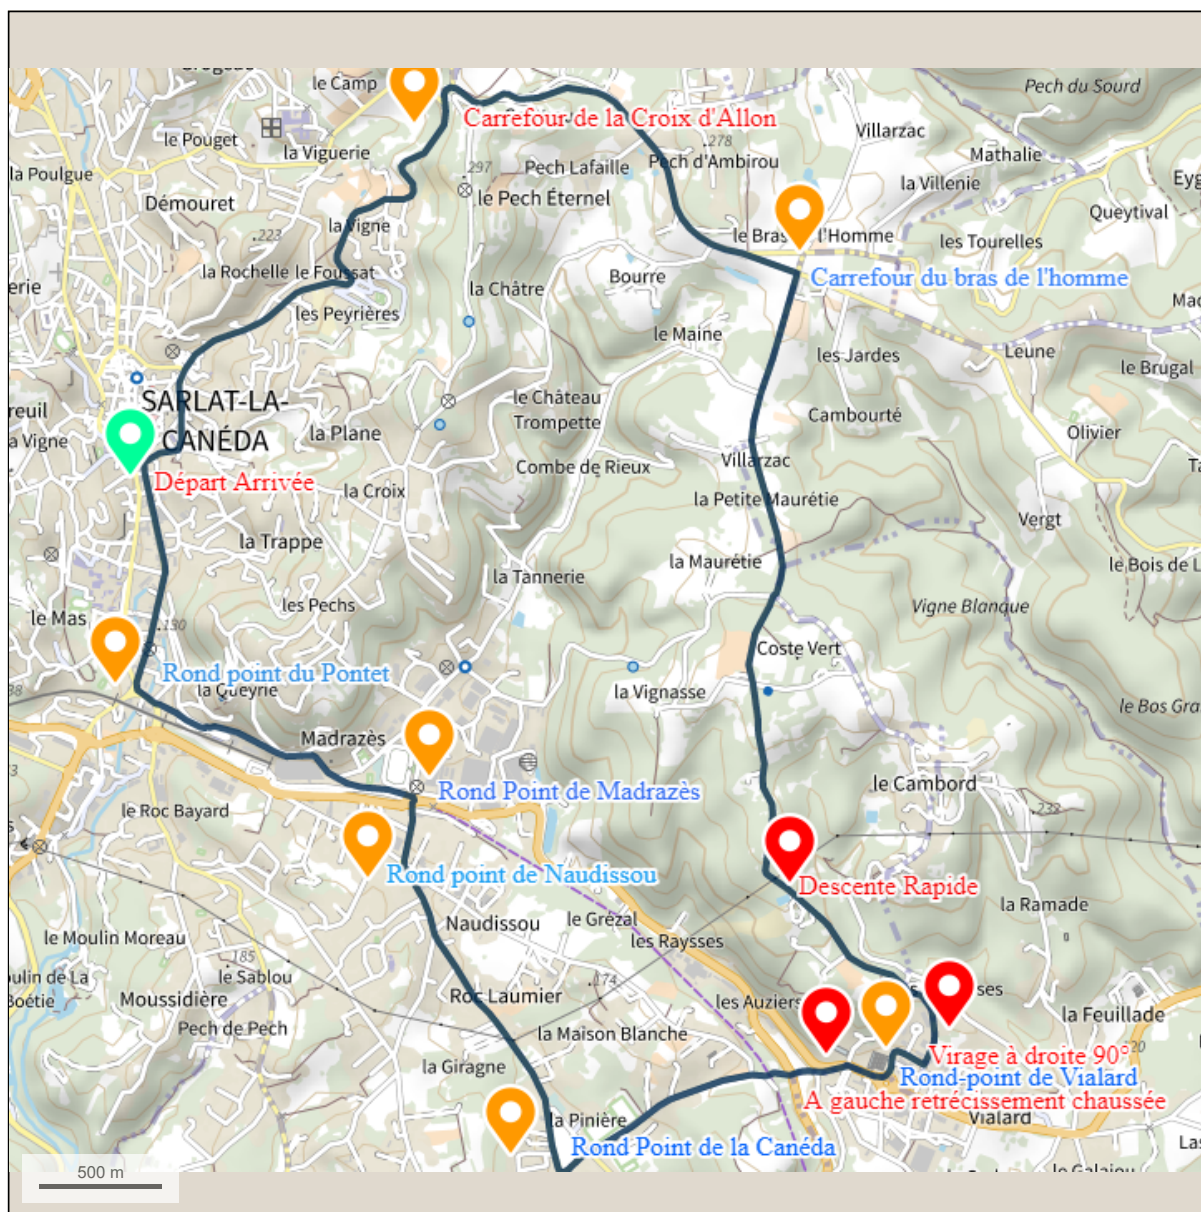 le Camp
Pech du Sourd
Carrefour de la Croix d'Allon
Villarzac
le Pouget
la Viguerie
.278
Mathalie
la Poulgue
.297
Pech Lafaille
Pech d'Ambirou
la Villenie
Démouret
le Pech Éternel
Queytival
.223
la Vigne
le Bras
l'Homme
les Tourelles
la Rochelle
le Foussat
Bourre
Carrefour du bras de l'homme
la Châtre
les Peyrières
le Maine
Leune
les Jardes
le Brugal
SARLAT-LA-
CANÉDA
le Château
Trompette
Cambourté
la Plane
Olivier
Combe de Rieux
Villarzac
Départ Arrivée
la Croix
la Petite Maurétie
Vergt
la Trappe
la Maurétie
la Tannerie
le Bois de L
les Pechs
Vigne Blanque
le Mas
.130
Coste Vert
Rond point du Pontet
la Queyrie
la Vignasse
le Bos Gra
Madrazès
le Cambord
Rond Point de Madrazès
.232
le Roc Bayard
Rond point de Naudissou
Descente Rapide
la Ramade
Naudissou
le Grézal
le Moulin Moreau
les Raysses
.185
le Sablou
.174
oulin de La
Boétie
Moussidière
Roc Laumier
les Auziers
ses
la Feuillade
Pech de Pech
la Maison Blanche
Virage à droite 90°
la Giragne
Rond-point de Vialard
A gauche retrécissement chaussée
la Pinière
Vialard
Rond Point de la Canéda
500 m